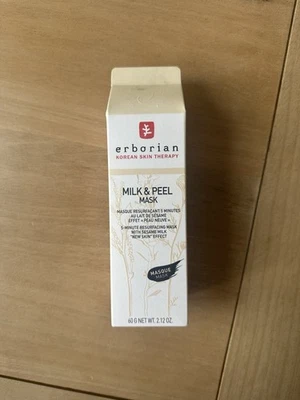 erborian
KOREAN SKIN THERAPY
MILK & PEEL
MASK
MASQUE RESURFAÇANT 5 MINUTES
AU LAIT DE SÉSAME
EFFET « PEAU NEUVE »
5-MINUTE RESURFACING MASK
WITH SESAME MILK
"NEW SKIN" EFFECT
MASQUE
MASK
60 G NET WT. 2.12 OZ.